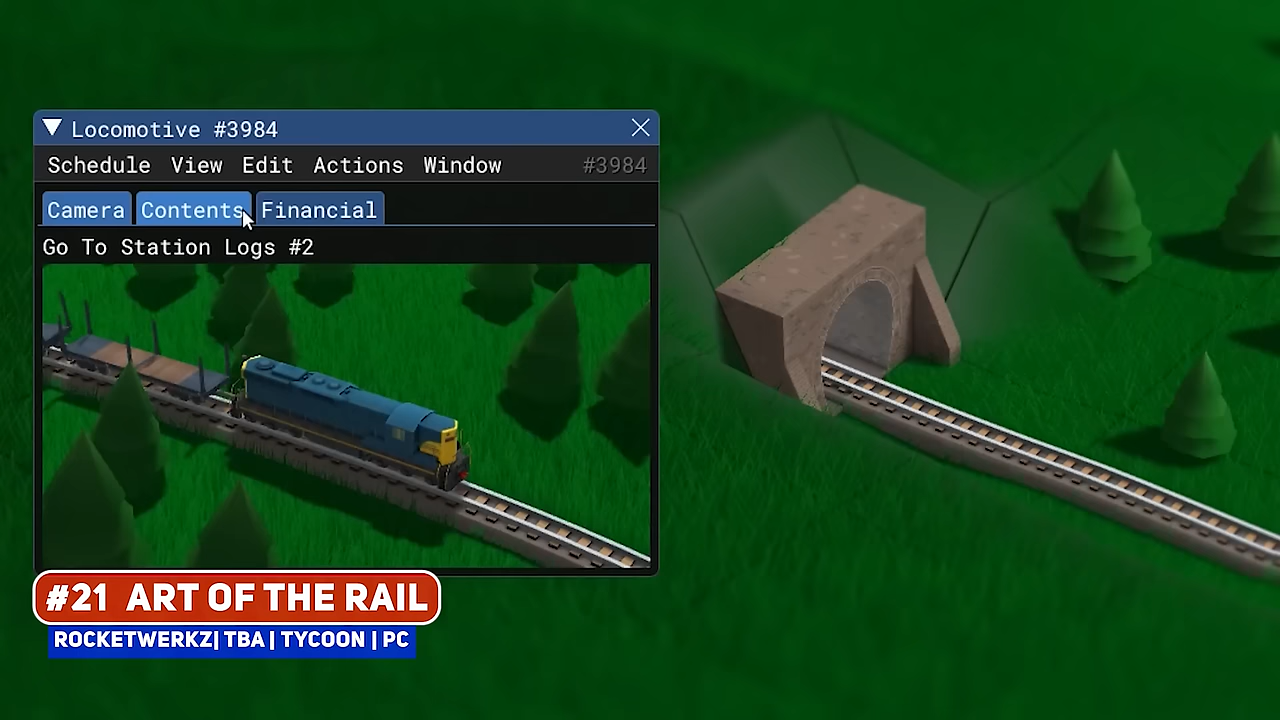 Locomotive #3984
Schedule View Edit Actions Window #3984
Camera Contents Financial
Go To Station Logs #2
#21 ART OF THE RAIL
ROCKETWERKZ| TBA | TYCOON | PC